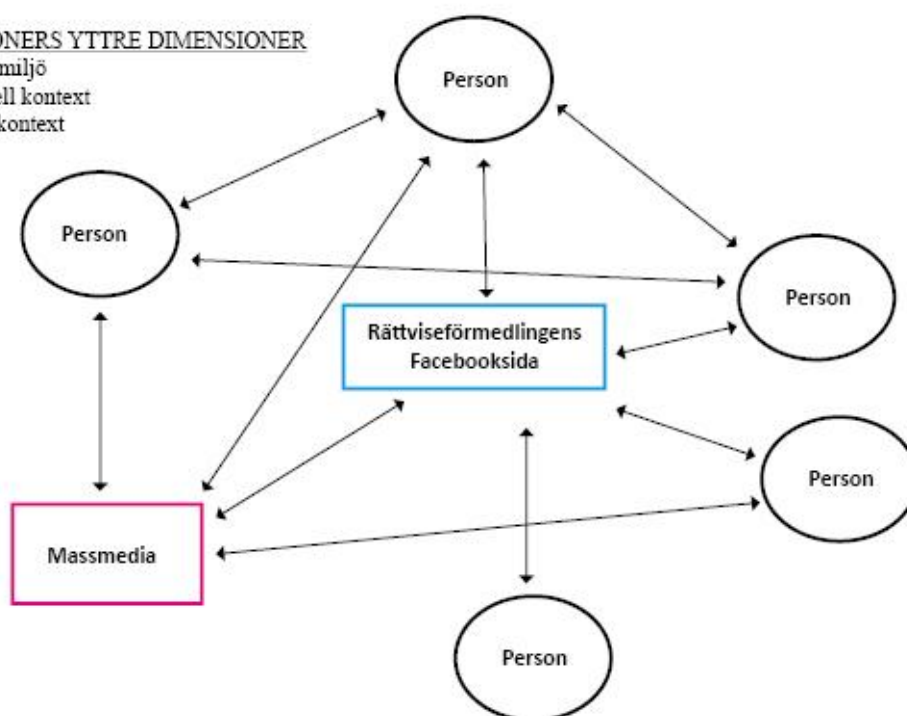 ONERS YTTRE DIMENSIONER
miljö
ell kontext
kontext
Person
Person
Person
Rättviseförmedlingens
Facebooksida
Person
Massmedia
Person